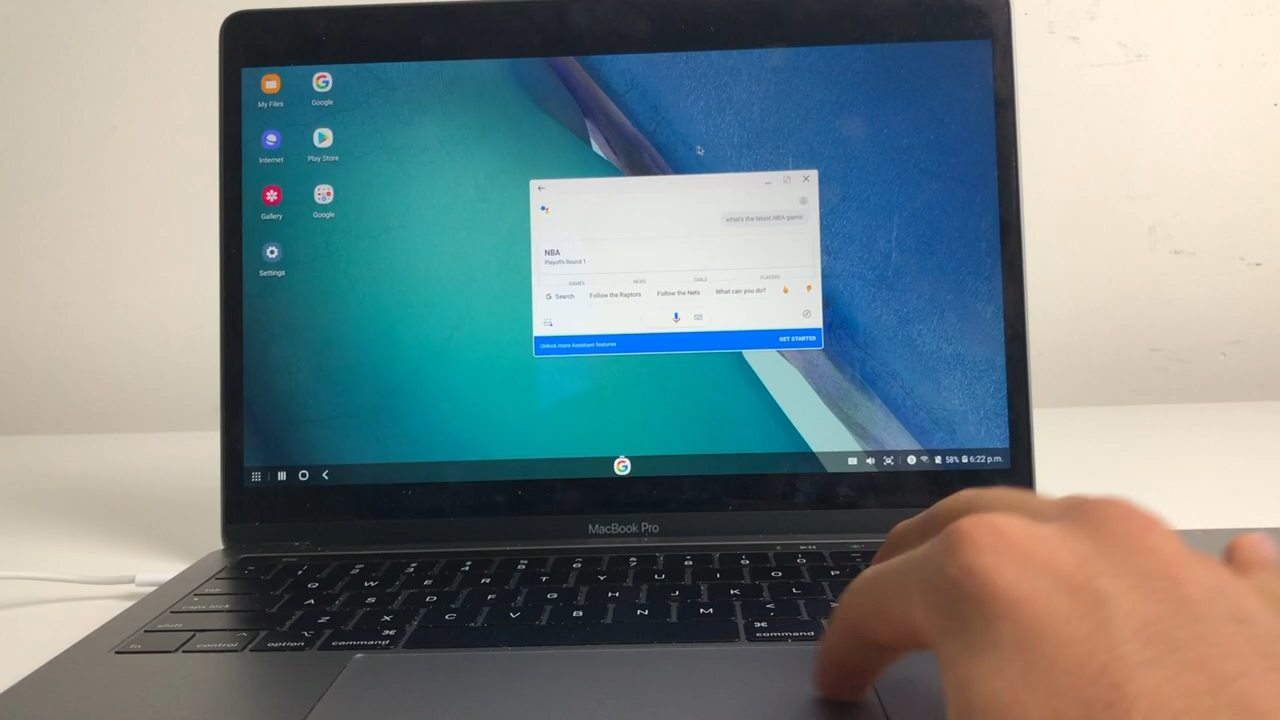 My Files
Google
Internet
Play Store
Gallery
Google
Settings
what's the latest NBA game
NBA
Playoffs Round 1
GAMES NEWS TABLE PLAYERS
Search Follow the Raptors Follow the Nets What can you do?
Unlock more Assistant features GET STARTED
58% 6:22 p.m.
MacBook Pro
Q W E R T Y U I O P
A S D F G H J K L
caps lock
Z X C V B N M < >
shift
fn control option command
command